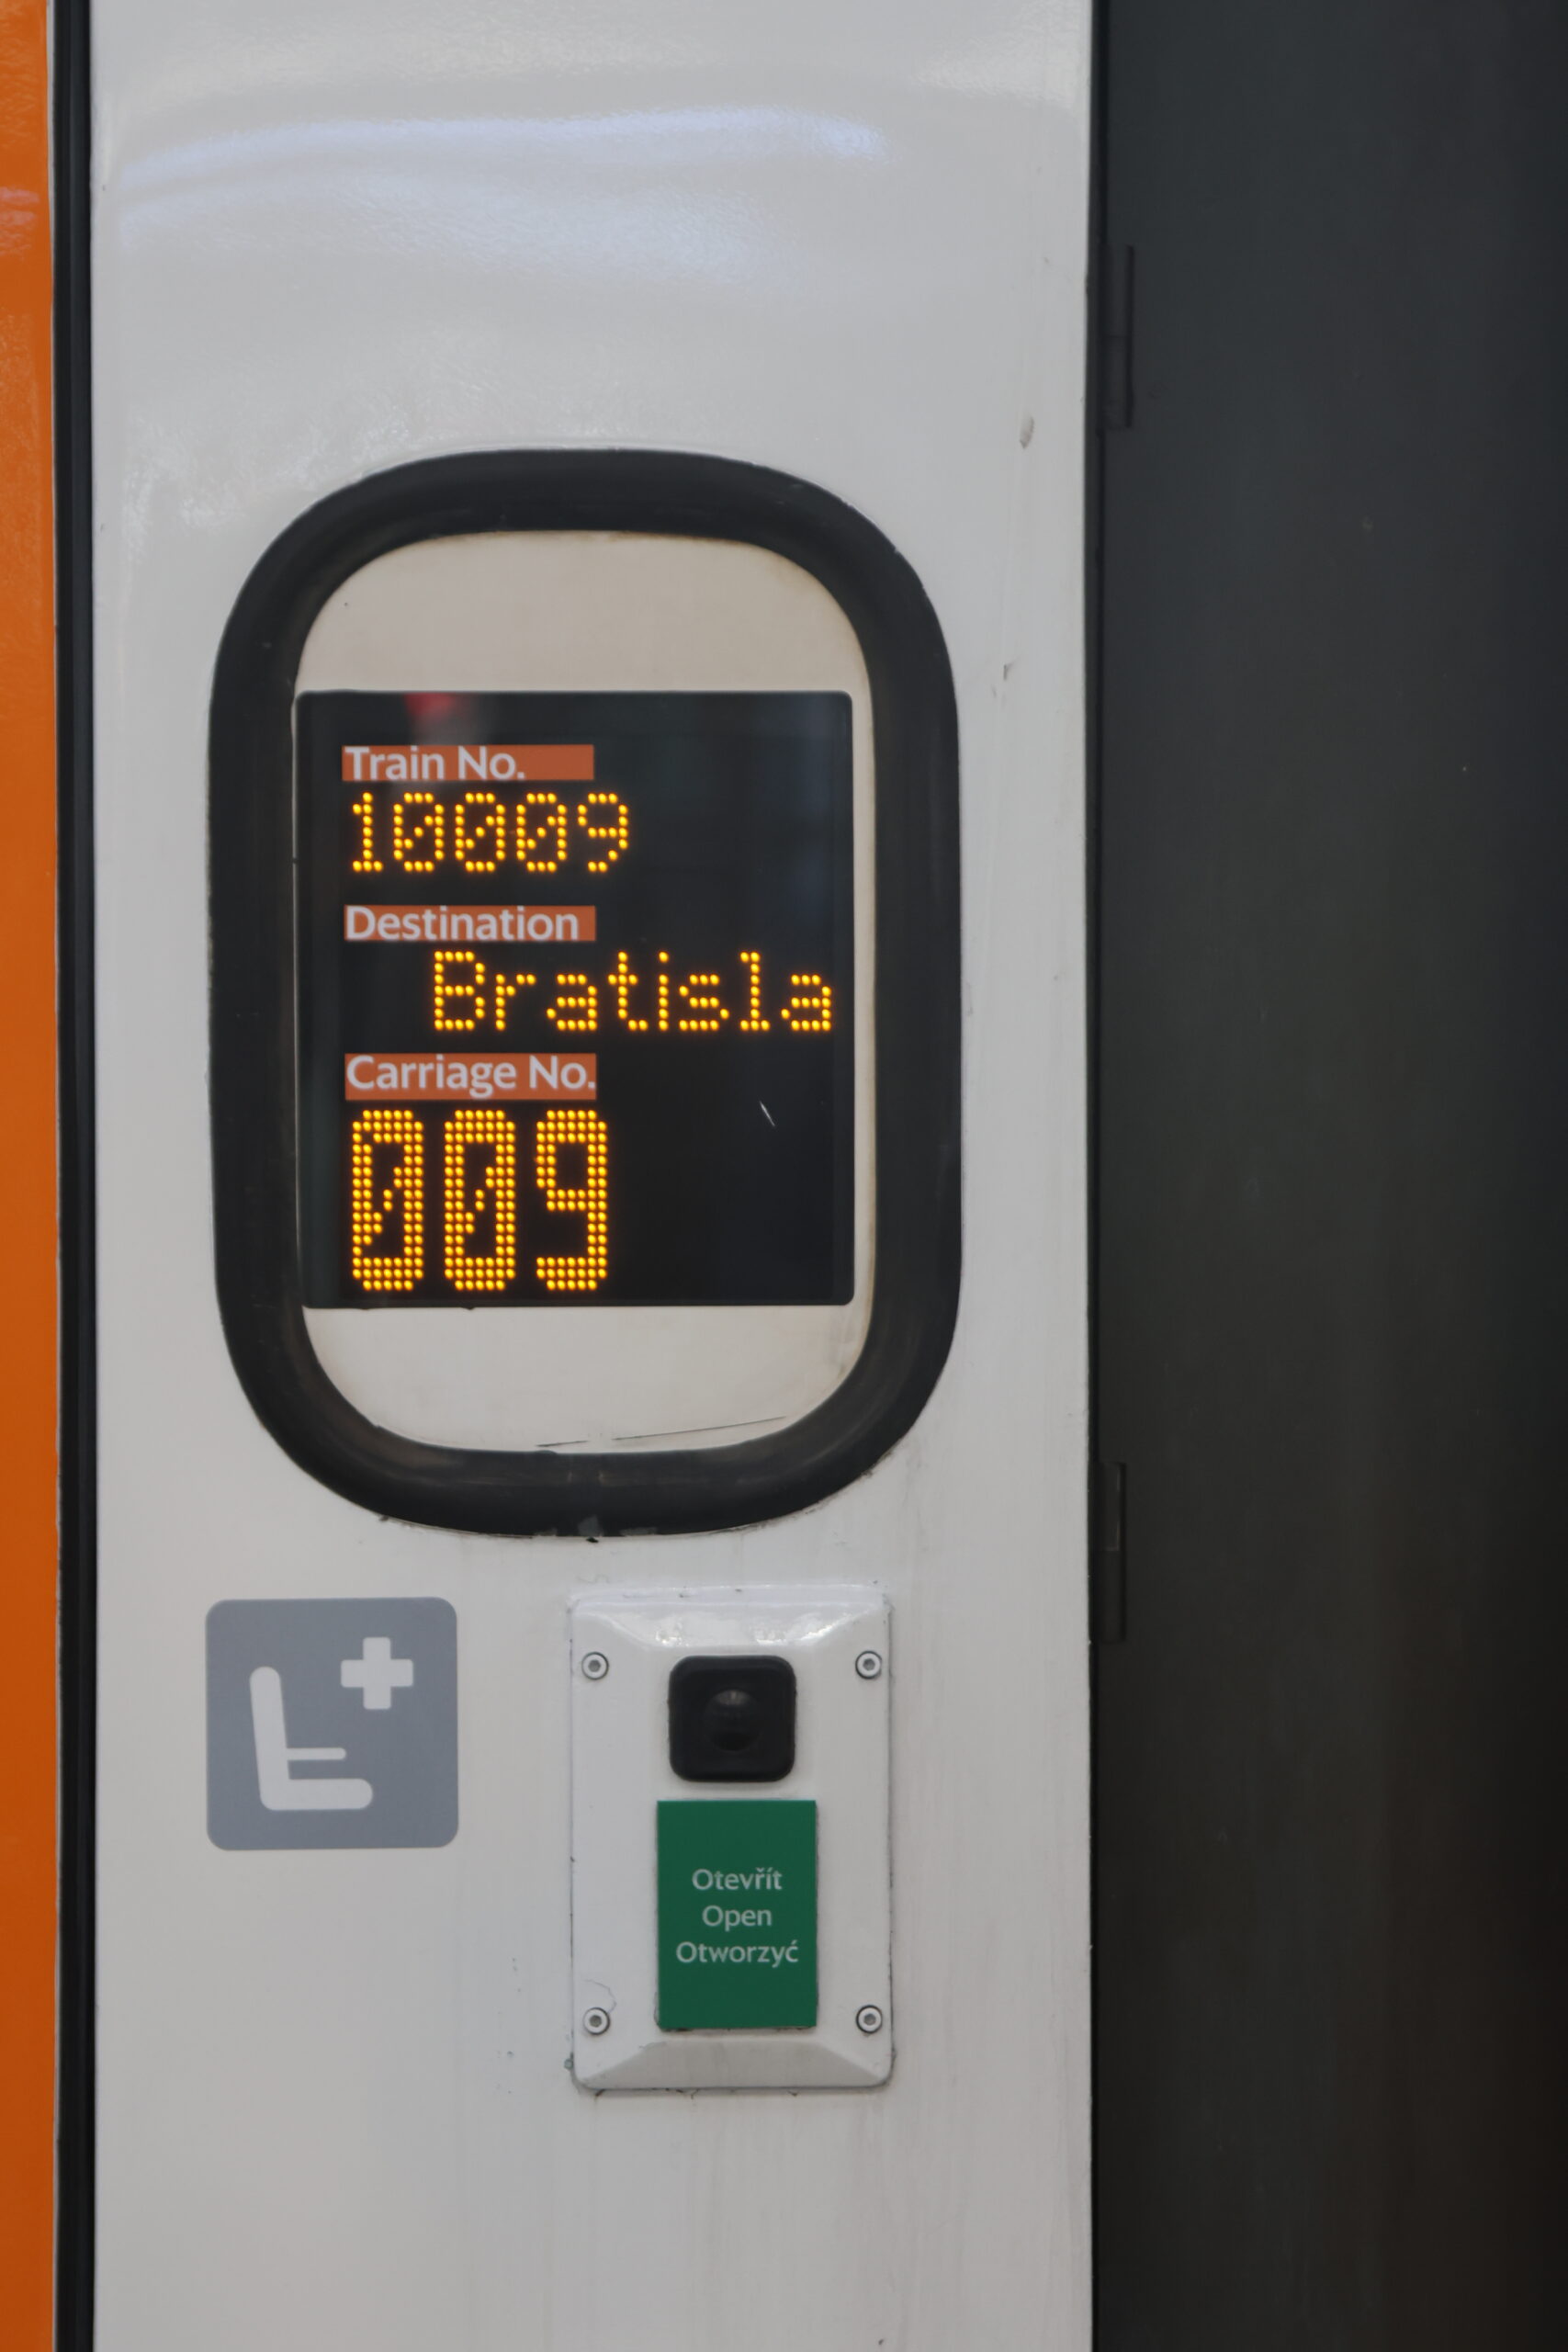 Train No.
10009
Destination
Bratisla
Carriage No.
009
Otevřít
Open
Otworzyć